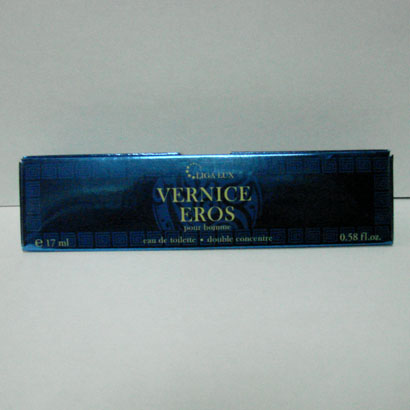 LIGA LUX
VERNICE
EROS
pour homme
eau de toilette • double concentre
℮ 17 ml
0.58 fl.oz.